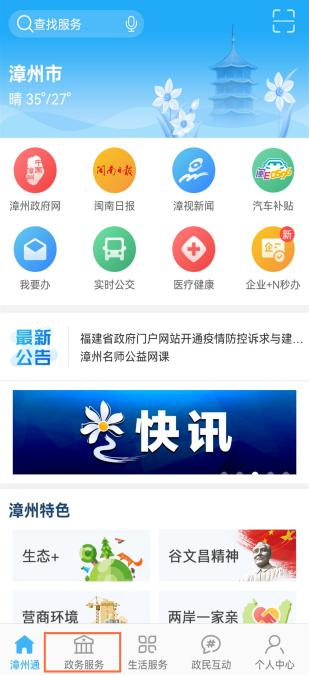 查找服务
漳州市
晴 35°/27°
漳州政府网
闽南日报
闽南日报
漳视新闻
汽车补贴
我要办
实时公交
医疗健康
新
企业+N秒办
最新公告
福建省政府门户网站开通疫情防控诉求与建...
漳州名师公益网课
快讯
漳州特色
生态+
谷文昌精神
营商环境
两岸一家亲
漳州通
政务服务
生活服务
政民互动
个人中心